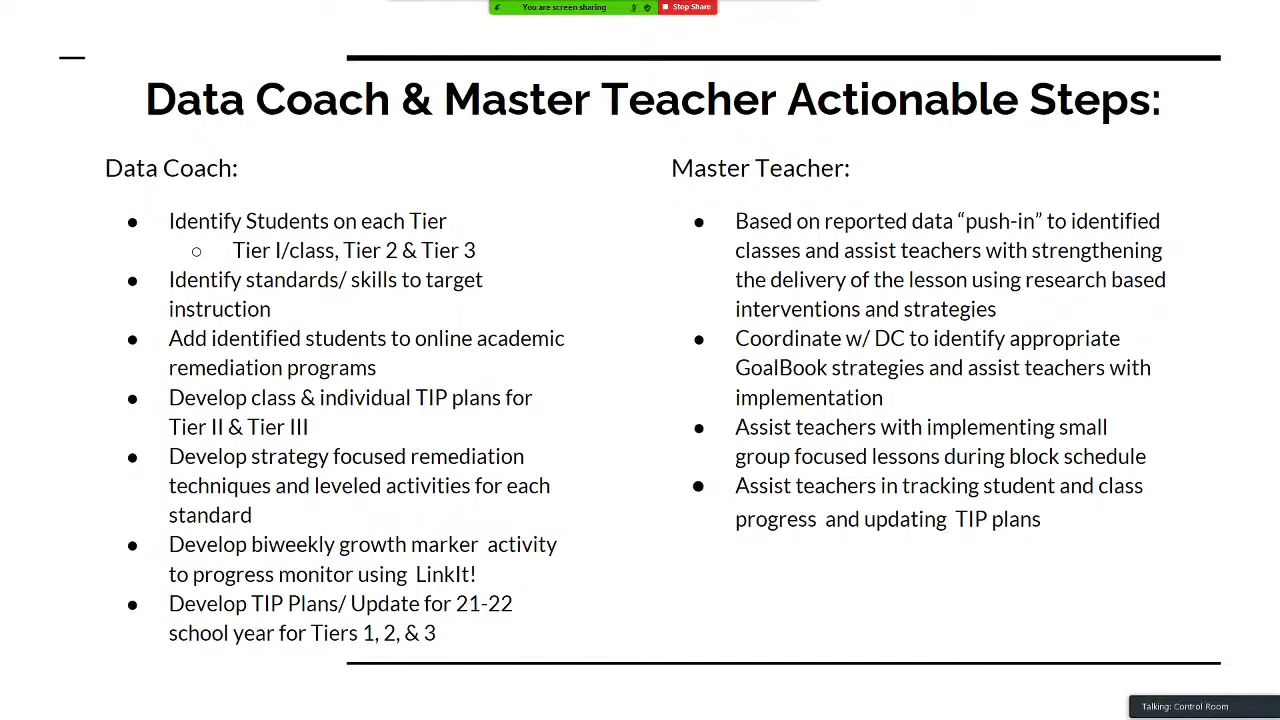 You are screen sharing Stop Share
Data Coach & Master Teacher Actionable Steps:
Data Coach:
● Identify Students on each Tier
○ Tier I/class, Tier 2 & Tier 3
● Identify standards/ skills to target
instruction
● Add identified students to online academic
remediation programs
● Develop class & individual TIP plans for
Tier II & Tier III
● Develop strategy focused remediation
techniques and leveled activities for each
standard
● Develop biweekly growth marker activity
to progress monitor using LinkIt!
● Develop TIP Plans/ Update for 21-22
school year for Tiers 1, 2, & 3
Master Teacher:
● Based on reported data “push-in” to identified
classes and assist teachers with strengthening
the delivery of the lesson using research based
interventions and strategies
● Coordinate w/ DC to identify appropriate
GoalBook strategies and assist teachers with
implementation
● Assist teachers with implementing small
group focused lessons during block schedule
● Assist teachers in tracking student and class
progress and updating TIP plans
Talking: Control Room